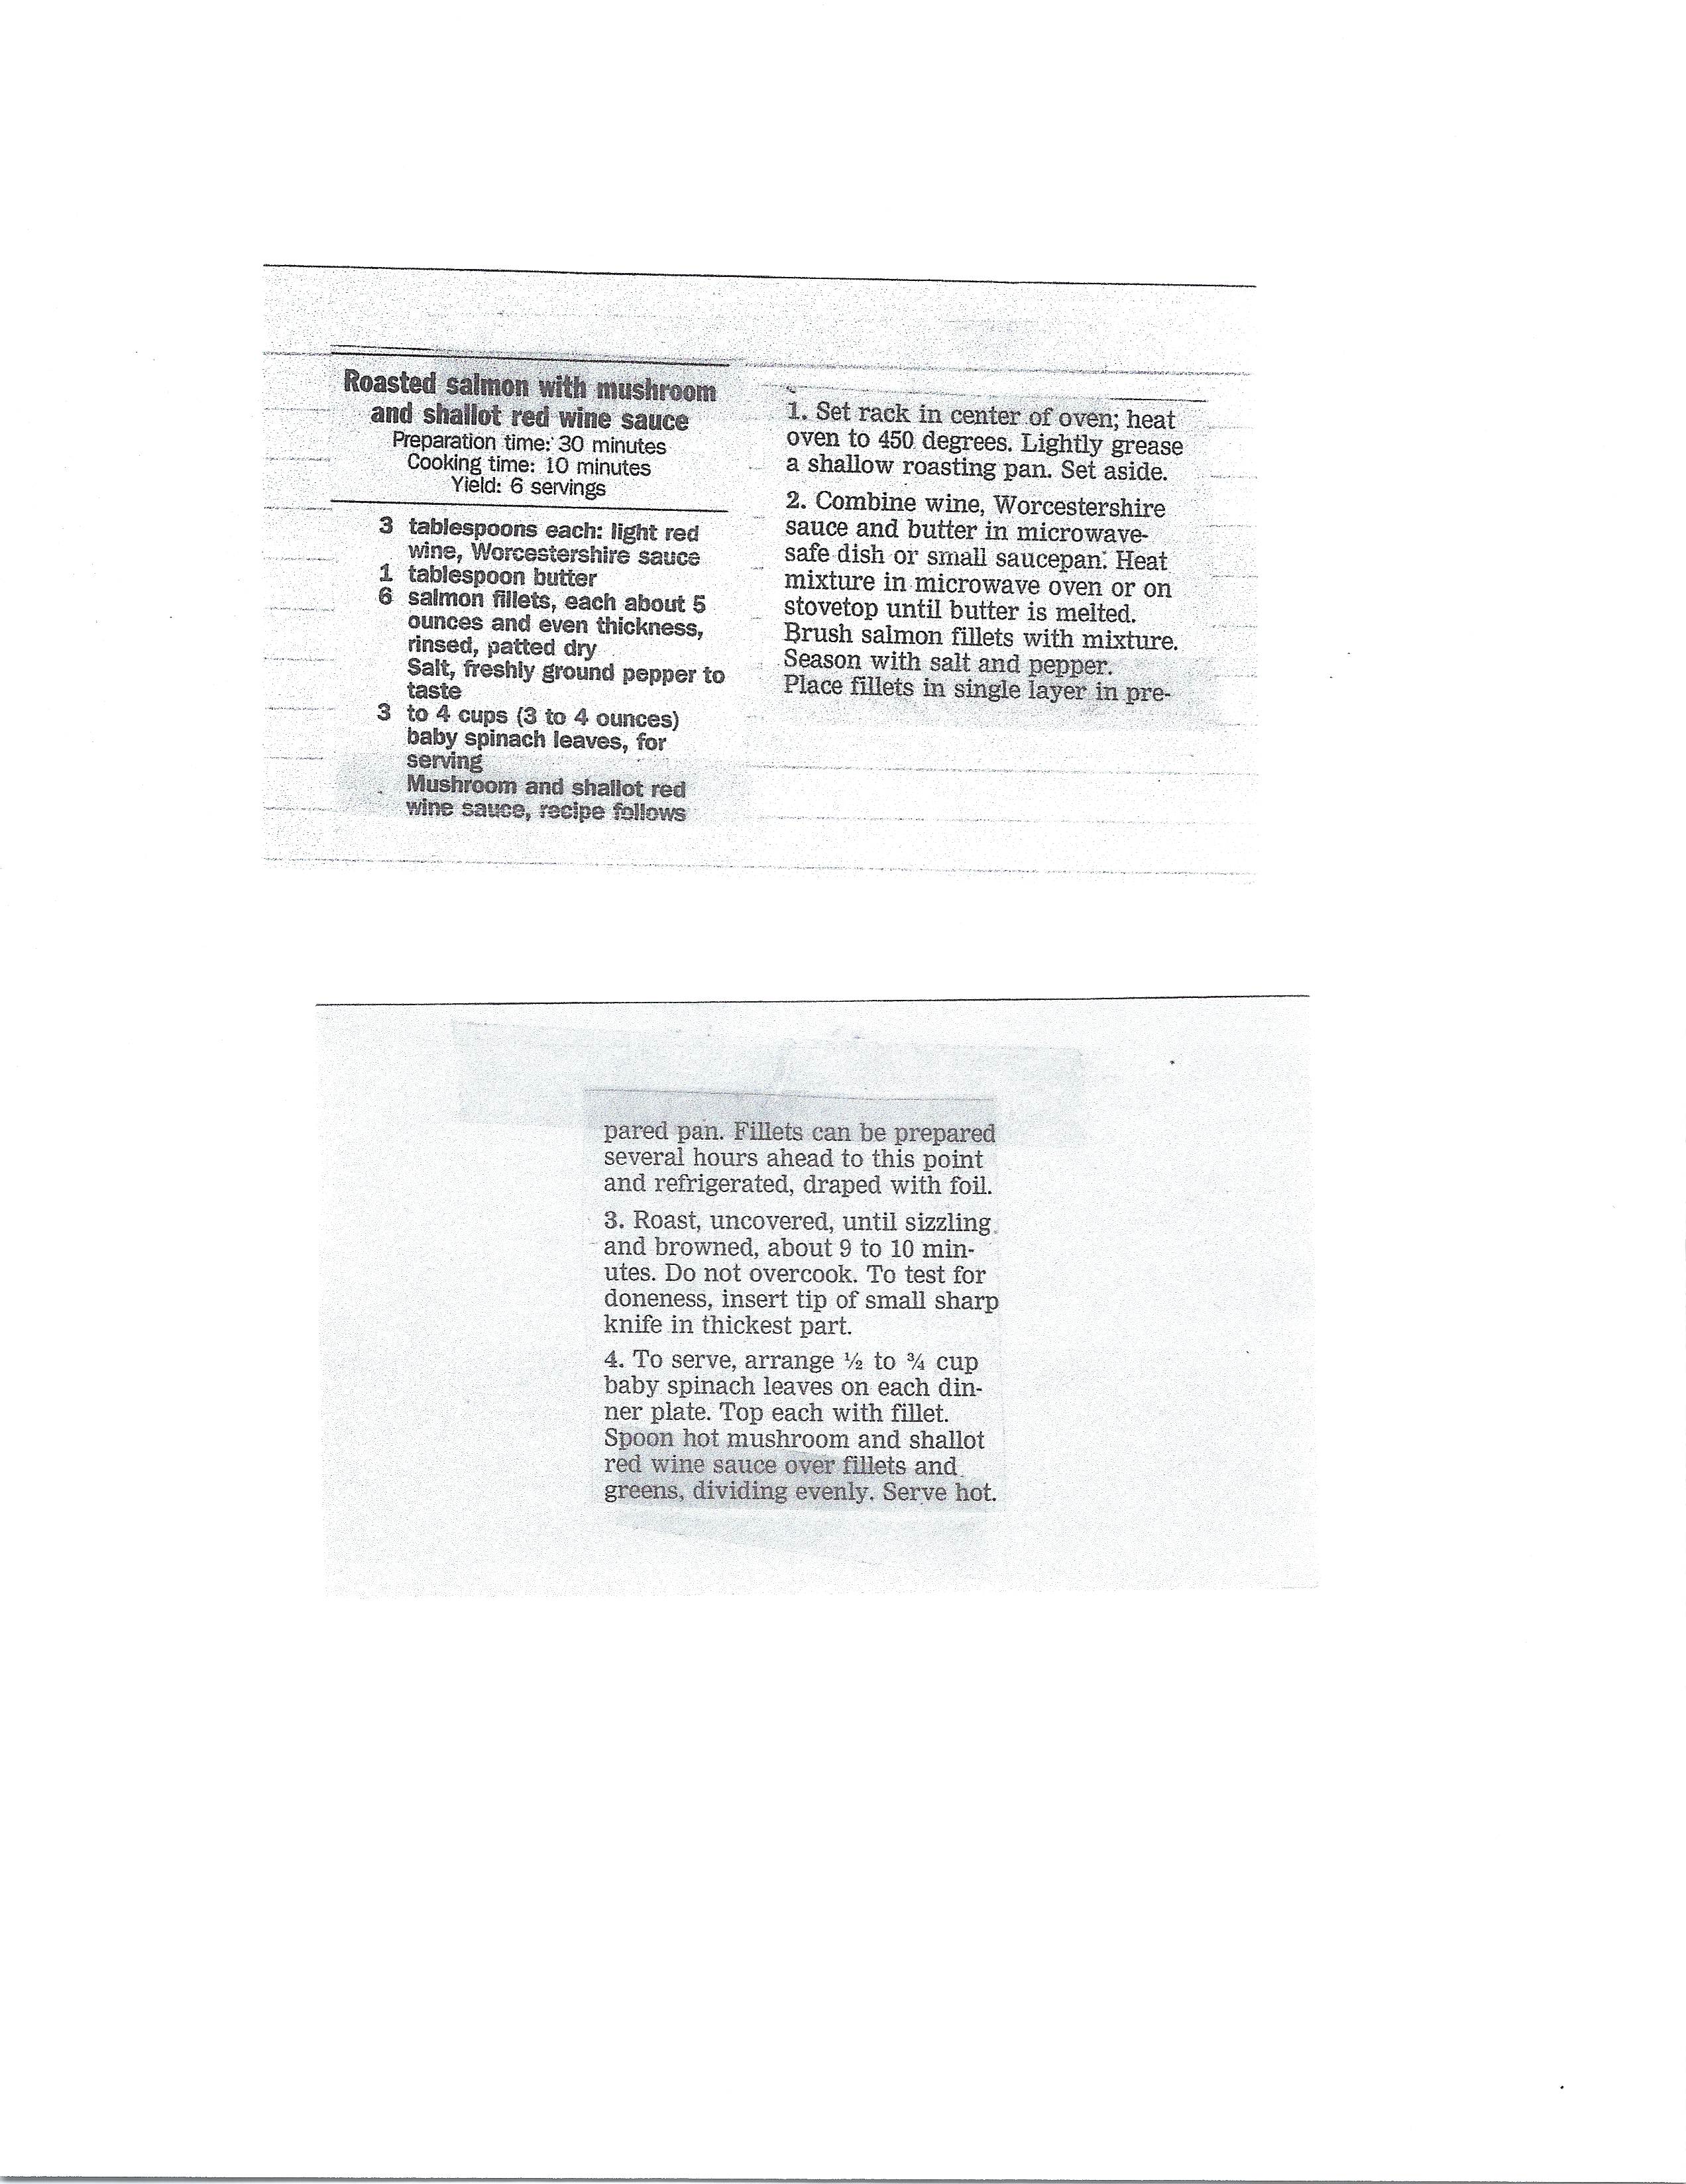 Roasted salmon with mushroom
and shallot red wine sauce
Preparation time: 30 minutes
Cooking time: 10 minutes
Yield: 6 servings
3 tablespoons each: light red
wine, Worcestershire sauce
1 tablespoon butter
6 salmon fillets, each about 5
ounces and even thickness,
rinsed, patted dry
Salt, freshly ground pepper to
taste
3 to 4 cups (3 to 4 ounces)
baby spinach leaves, for
serving
Mushroom and shallot red
wine sauce, recipe follows
1. Set rack in center of oven; heat
oven to 450 degrees. Lightly grease
a shallow roasting pan. Set aside.
2. Combine wine, Worcestershire
sauce and butter in microwave-
safe dish or small saucepan. Heat
mixture in microwave oven or on
stovetop until butter is melted.
Brush salmon fillets with mixture.
Season with salt and pepper.
Place fillets in single layer in pre-
pared pan. Fillets can be prepared
several hours ahead to this point
and refrigerated, draped with foil.
3. Roast, uncovered, until sizzling
and browned, about 9 to 10 min-
utes. Do not overcook. To test for
doneness, insert tip of small sharp
knife in thickest part.
4. To serve, arrange ½ to ¾ cup
baby spinach leaves on each din-
ner plate. Top each with fillet.
Spoon hot mushroom and shallot
red wine sauce over fillets and
greens, dividing evenly. Serve hot.